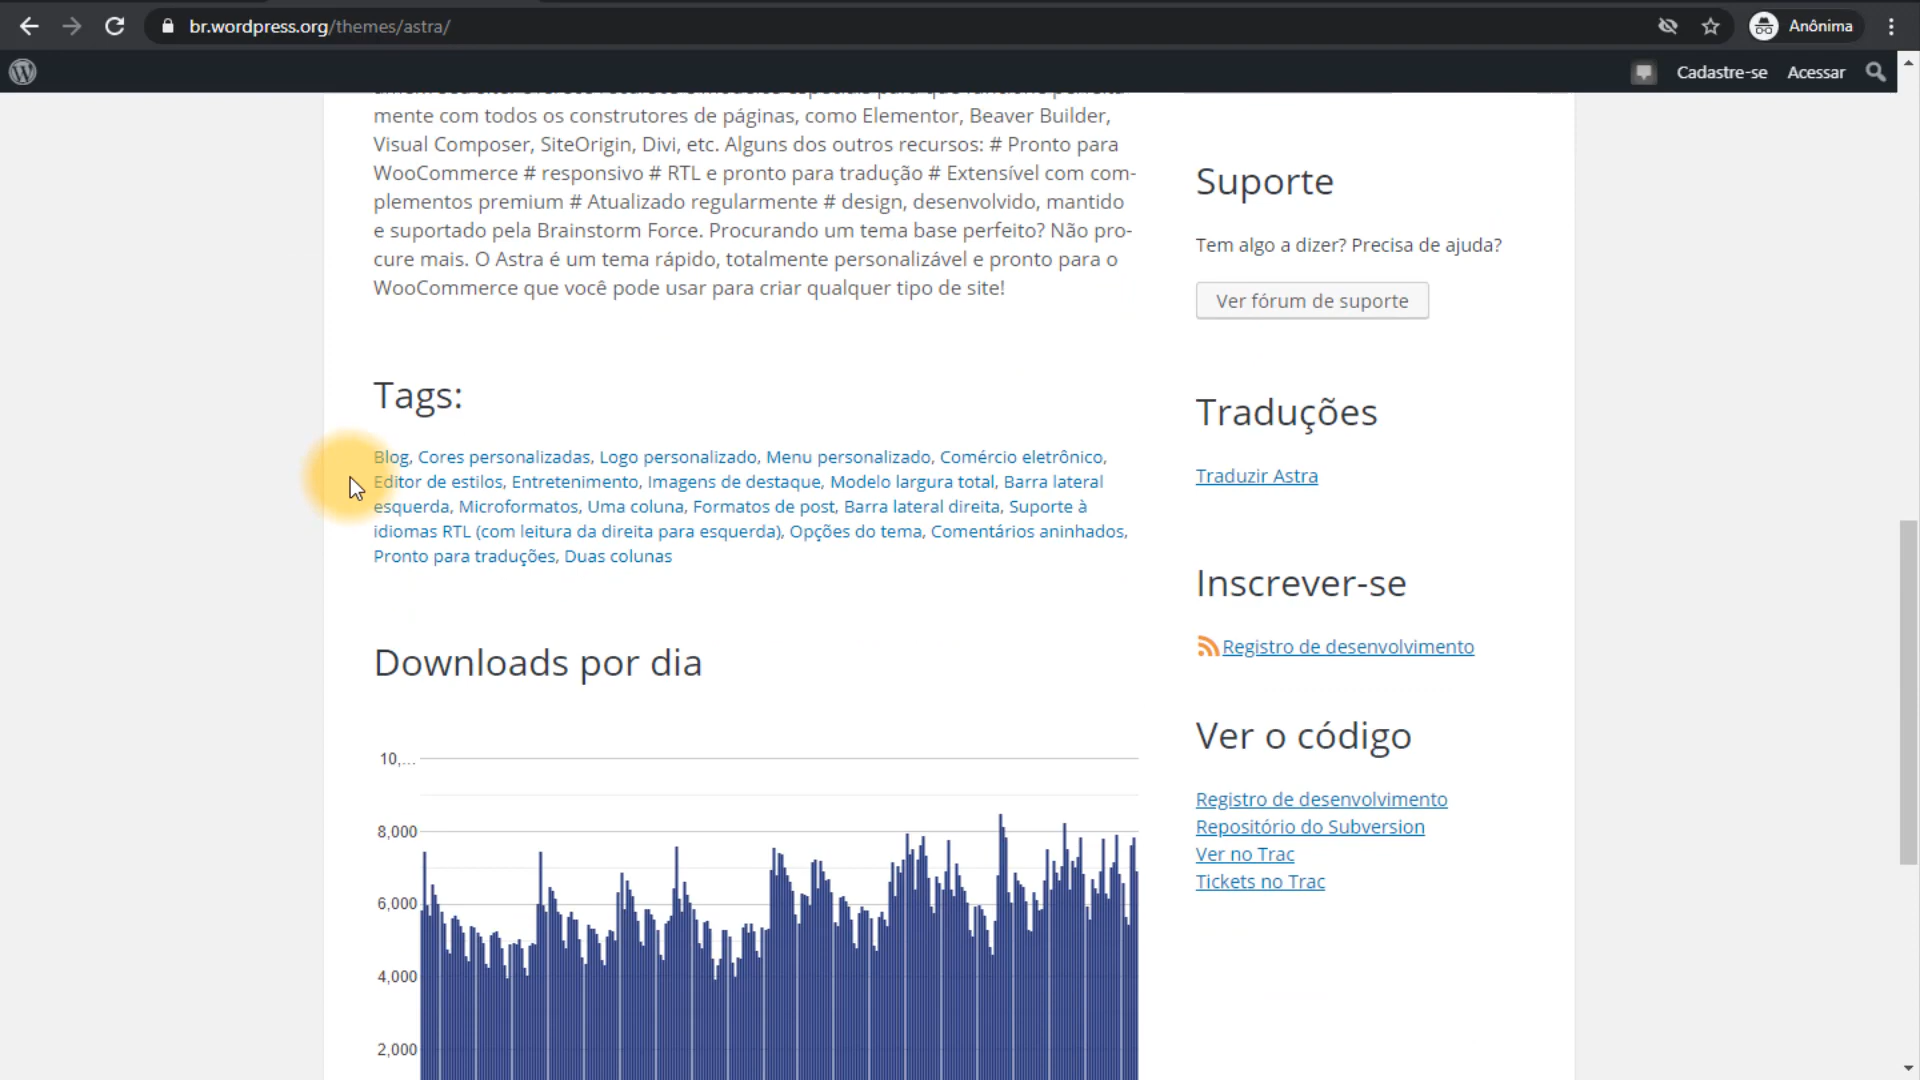 br.wordpress.org/themes/astra/
Anônima
Cadastre-se
Acessar
mente com todos os construtores de páginas, como Elementor, Beaver Builder,
Visual Composer, SiteOrigin, Divi, etc. Alguns dos outros recursos: # Pronto para
WooCommerce # responsivo # RTL e pronto para tradução # Extensível com com-
plementos premium # Atualizado regularmente # design, desenvolvido, mantido
e suportado pela Brainstorm Force. Procurando um tema base perfeito? Não pro-
cure mais. O Astra é um tema rápido, totalmente personalizável e pronto para o
WooCommerce que você pode usar para criar qualquer tipo de site!
Tags:
Blog, Cores personalizadas, Logo personalizado, Menu personalizado, Comércio eletrônico,
Editor de estilos, Entretenimento, Imagens de destaque, Modelo largura total, Barra lateral
esquerda, Microformatos, Uma coluna, Formatos de post, Barra lateral direita, Suporte à
idiomas RTL (com leitura da direita para esquerda), Opções do tema, Comentários aninhados,
Pronto para traduções, Duas colunas
Downloads por dia
10,...
8,000
6,000
4,000
2,000
Suporte
Tem algo a dizer? Precisa de ajuda?
Ver fórum de suporte
Traduções
Traduzir Astra
Inscrever-se
Registro de desenvolvimento
Ver o código
Registro de desenvolvimento
Repositório do Subversion
Ver no Trac
Tickets no Trac